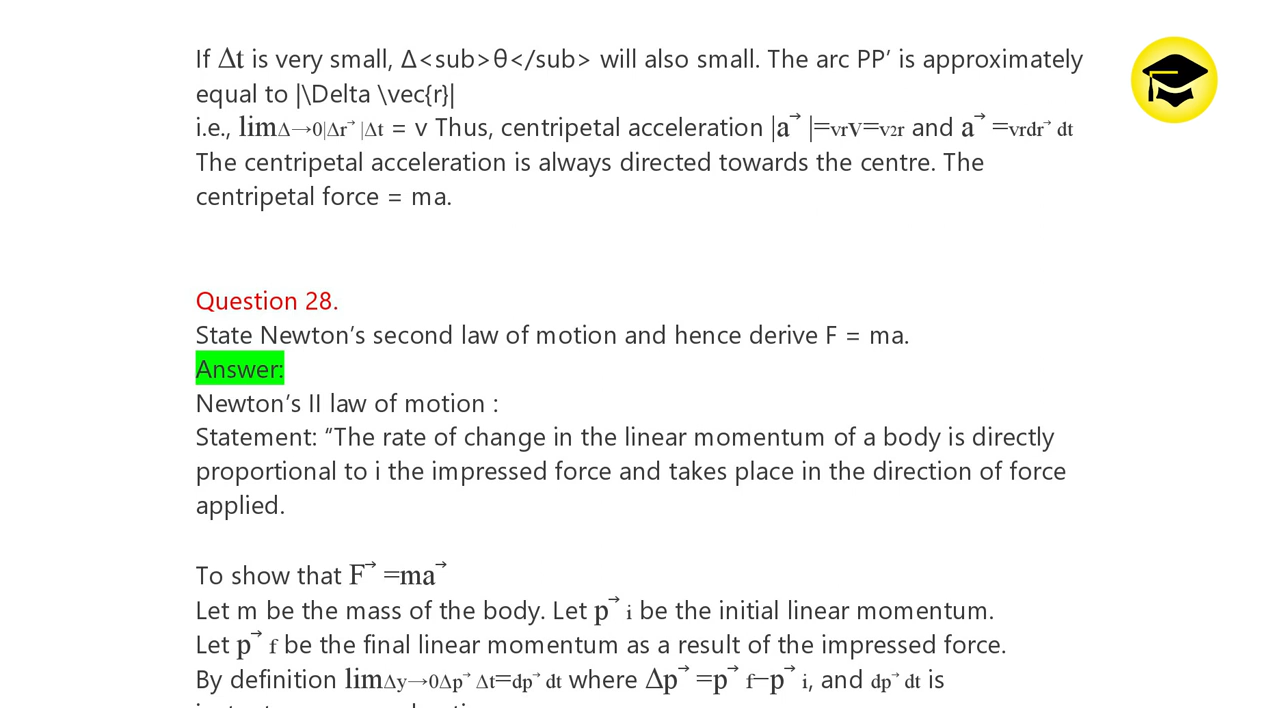 If Δt is very small, Δ<sub>θ</sub> will also small. The arc PP’ is approximately
equal to |\Delta \vec{r}|
i.e., limΔ→0|Δr⃗ |Δt = v Thus, centripetal acceleration |a⃗ |=vrV=v2r and a⃗ =vrdr⃗ dt
The centripetal acceleration is always directed towards the centre. The
centripetal force = ma.
Question 28.
State Newton’s second law of motion and hence derive F = ma.
Answer:
Newton’s II law of motion :
Statement: “The rate of change in the linear momentum of a body is directly
proportional to i the impressed force and takes place in the direction of force
applied.
To show that F⃗ =ma⃗
Let m be the mass of the body. Let p⃗ i be the initial linear momentum.
Let p⃗ f be the final linear momentum as a result of the impressed force.
By definition limΔy→0Δp⃗ Δt=dp⃗ dt where Δp⃗ =p⃗ f−p⃗ i, and dp⃗ dt is